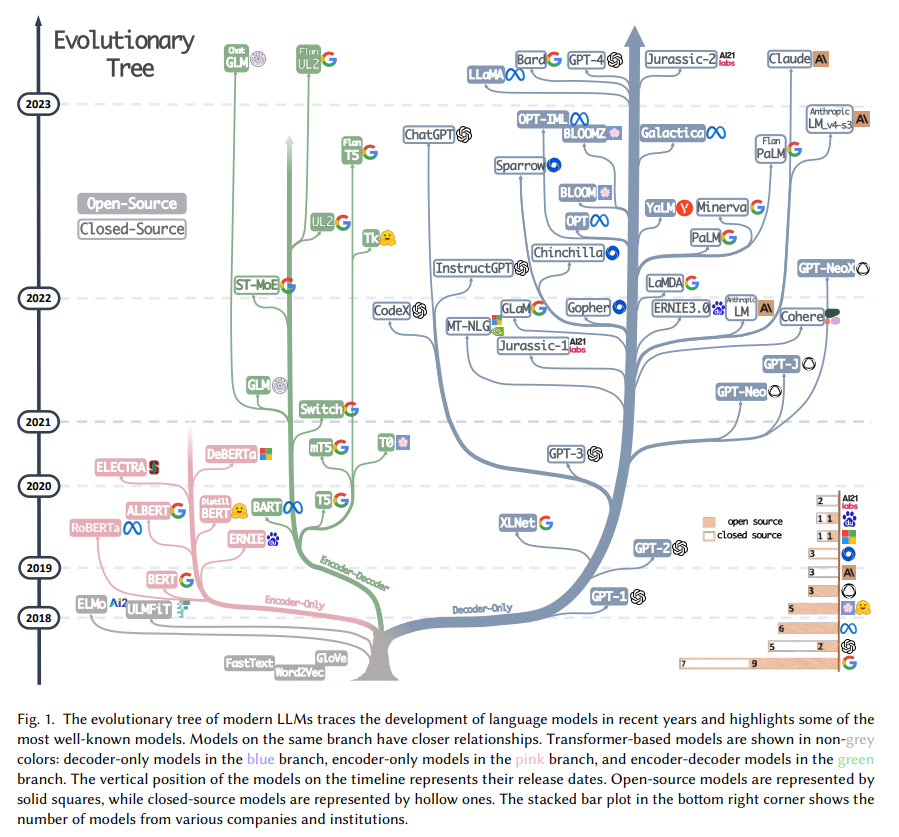 Evolutionary
Tree
2023
2022
2021
2020
2019
2018
Open-Source
Closed-Source
Chat
GLM
Flan
UL2
Flan
T5
UL2
Tk
ST-MoE
GLM
Switch
mT5
T0
BART
T5
Encoder-Decoder
ELECTRA
DeBERTa
ALBERT
Distill
BERT
RoBERTa
ERNIE
BERT
Encoder-Only
ELMo
Ai2
ULMFiT
FastText
Word2Vec
GloVe
Bard
GPT-4
Jurassic-2
AI21
labs
Claude
A\
LLaMA
Anthropic
LM_v4-s3
A\
OPT-IML
BLOOMZ
Galactica
ChatGPT
Flan
PaLM
Sparrow
BLOOM
YaLM
Minerva
OPT
PaLM
Chinchilla
InstructGPT
GPT-NeoX
LaMDA
CodeX
GLaM
Gopher
ERNIE3.0
Anthropic
LM
A\
Cohere
MT-NLG
Jurassic-1
AI21
labs
GPT-J
GPT-Neo
GPT-3
XLNet
GPT-2
GPT-1
Decoder-Only
open source
closed source
2
AI21
labs
1 1
1 1
3
3
A\
3
5
6
5 2
7 9
Fig. 1. The evolutionary tree of modern LLMs traces the development of language models in recent years and highlights some of the
most well-known models. Models on the same branch have closer relationships. Transformer-based models are shown in non-grey
colors: decoder-only models in the blue branch, encoder-only models in the pink branch, and encoder-decoder models in the green
branch. The vertical position of the models on the timeline represents their release dates. Open-source models are represented by
solid squares, while closed-source models are represented by hollow ones. The stacked bar plot in the bottom right corner shows the
number of models from various companies and institutions.